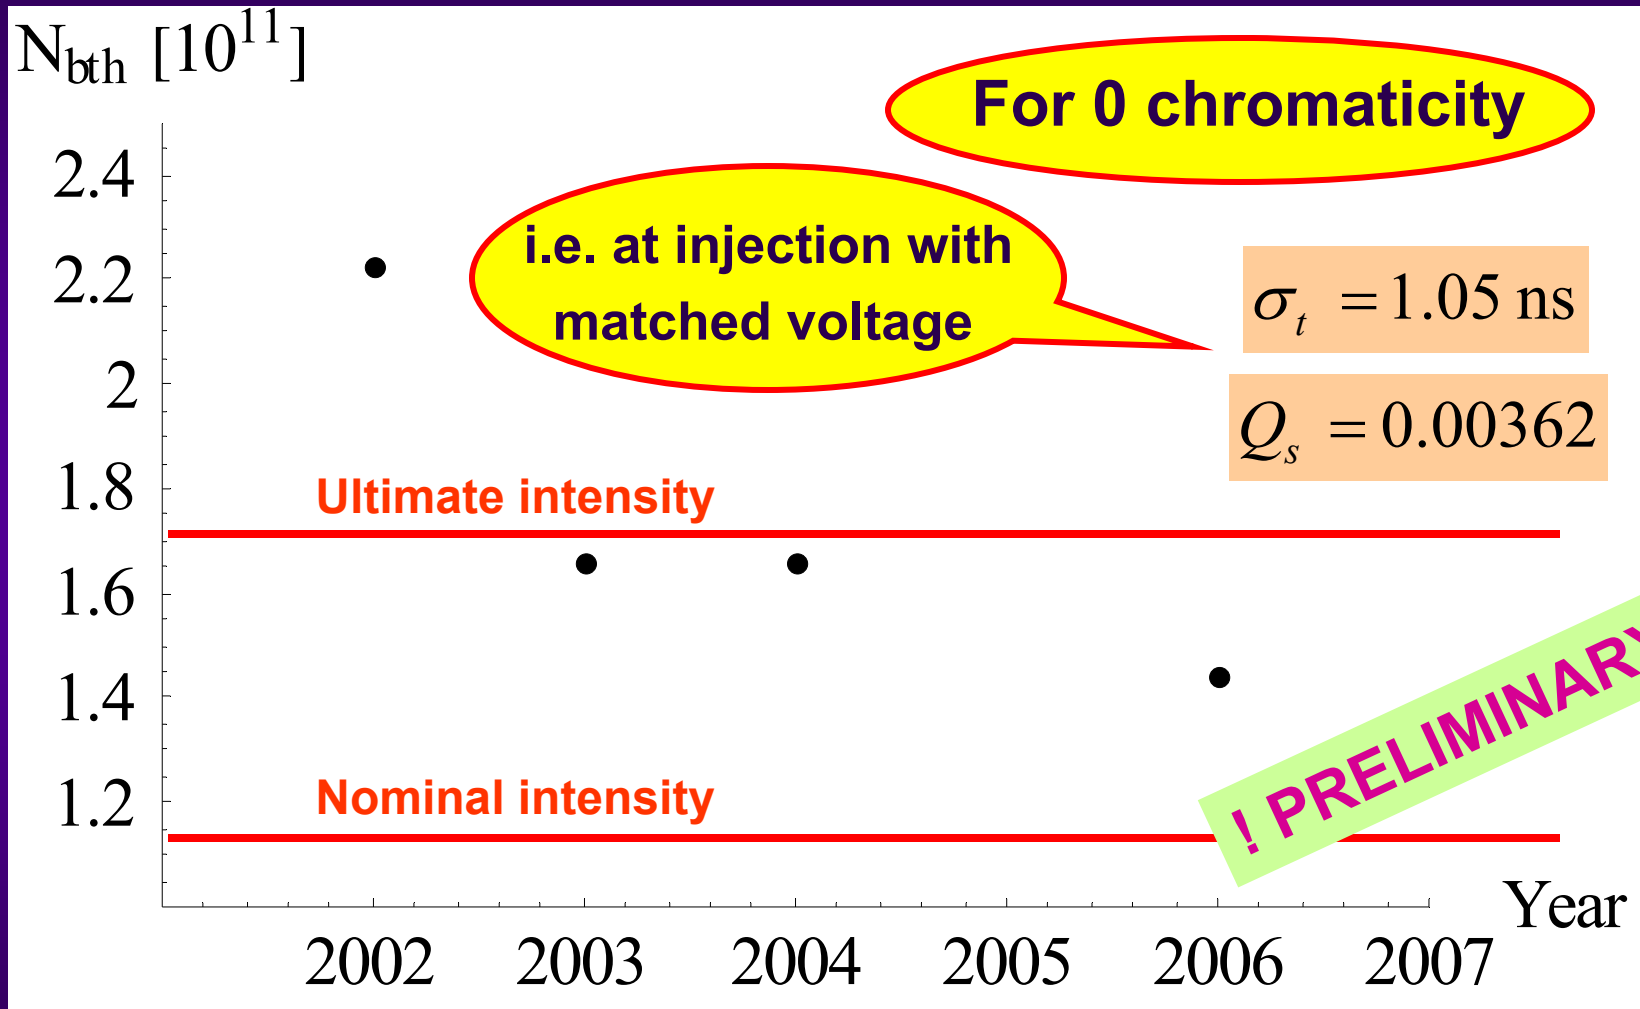 N_bth [10^11]
For 0 chromaticity
2.4
i.e. at injection with
matched voltage
2.2
σ_t = 1.05 ns
2
Q_s = 0.00362
1.8
Ultimate intensity
1.6
1.4
! PRELIMINARY
1.2
Nominal intensity
Year
2002 2003 2004 2005 2006 2007